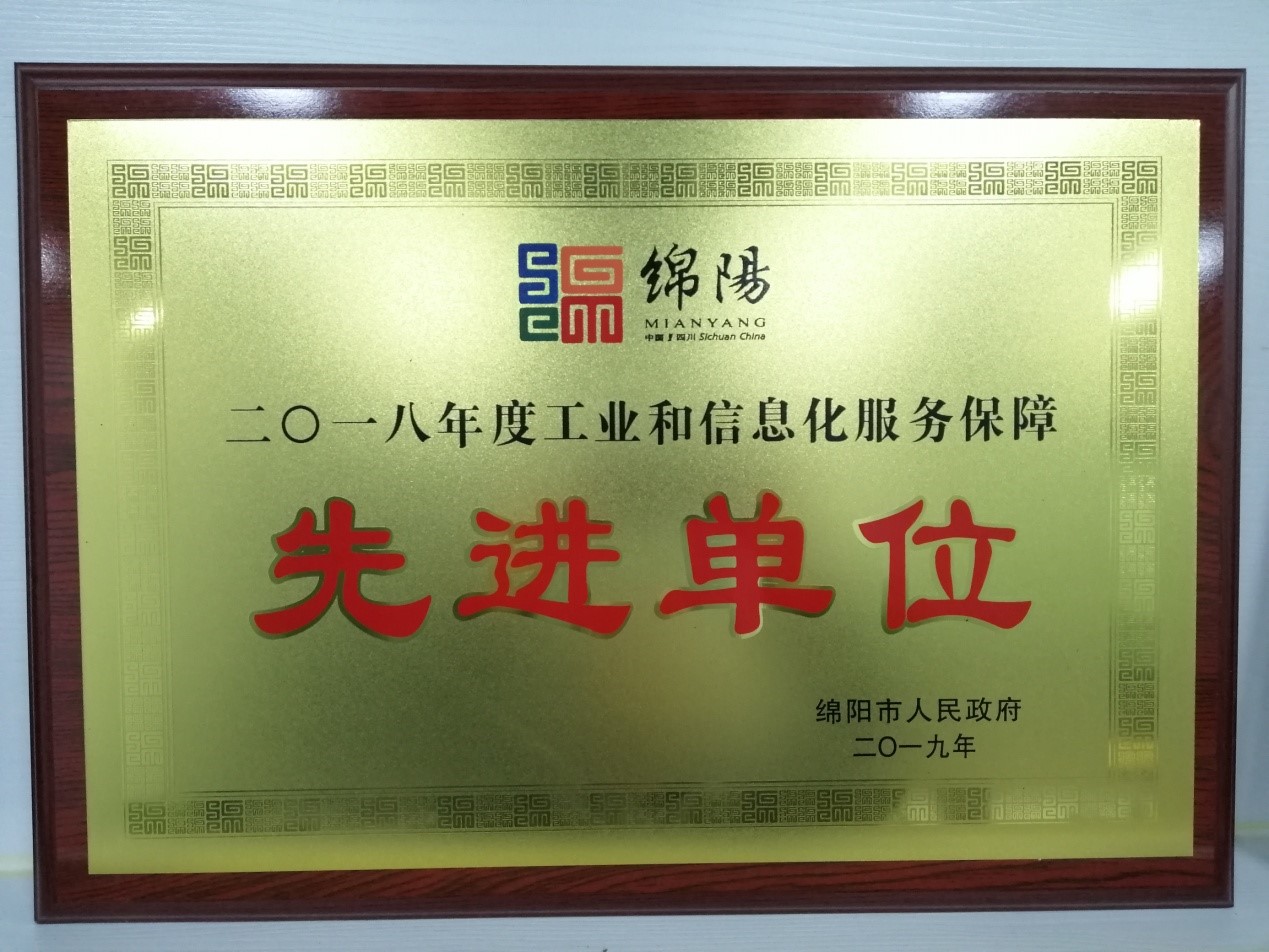 绵陽
MIANYANG
中国 四川 Sichuan China
二〇一八年度工业和信息化服务保障
先进单位
绵阳市人民政府
二〇一九年